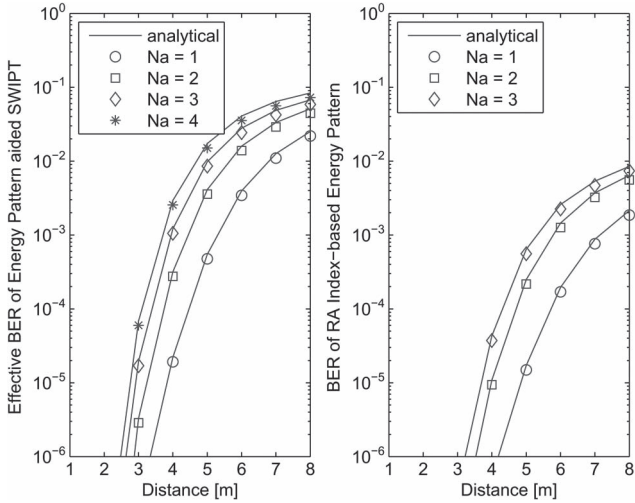 Effective BER of Energy Pattern aided SWIPT
10^0
10^-1
10^-2
10^-3
10^-4
10^-5
10^-6
analytical
Na = 1
Na = 2
Na = 3
Na = 4
1 2 3 4 5 6 7 8
Distance [m]
BER of RA Index-based Energy Pattern
10^0
10^-1
10^-2
10^-3
10^-4
10^-5
10^-6
analytical
Na = 1
Na = 2
Na = 3
1 2 3 4 5 6 7 8
Distance [m]